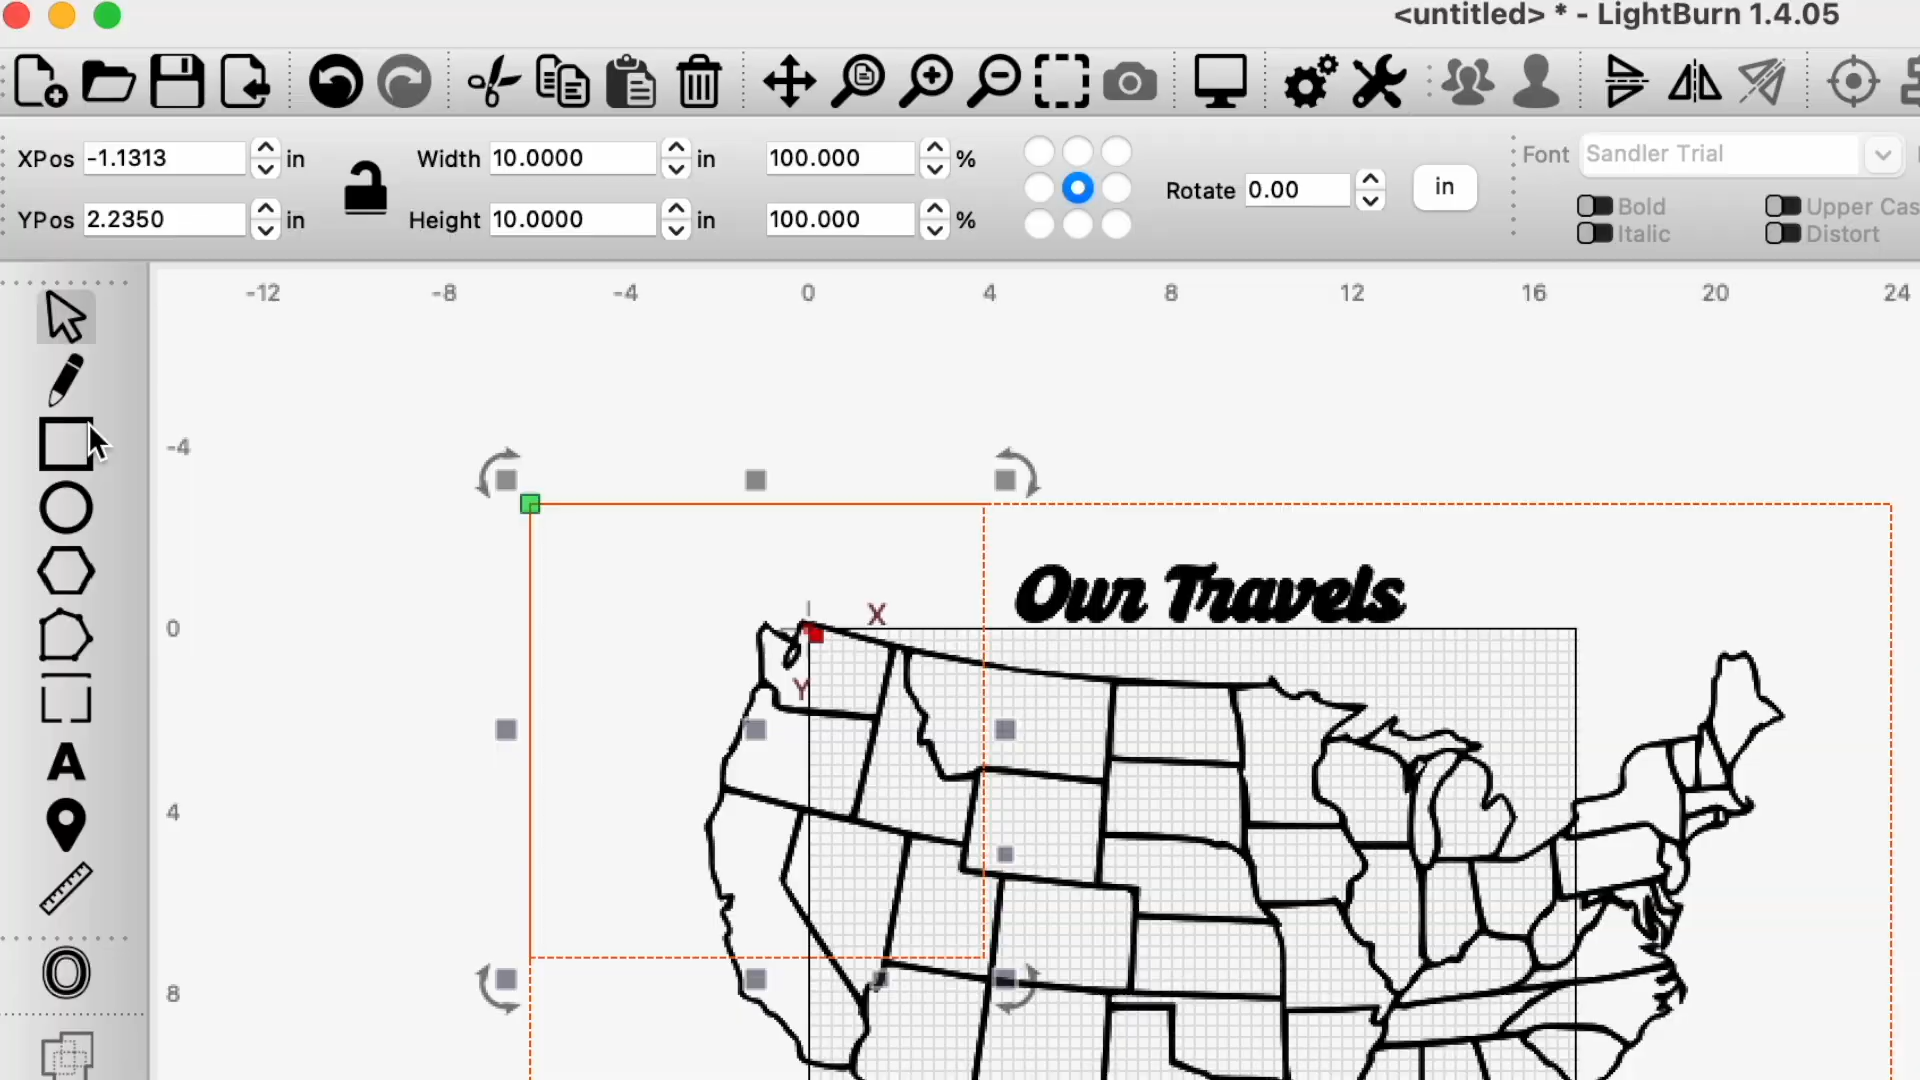 <untitled> * - LightBurn 1.4.05
XPos -1.1313 in Width 10.0000 in 100.000 % Font Sandler Trial
Rotate 0.00 in
YPos 2.2350 in Height 10.0000 in 100.000 % Bold Upper Cas
Italic Distort
-12 -8 -4 0 4 8 12 16 20 24
A
-4
Our Travels
X
0
Y
4
8